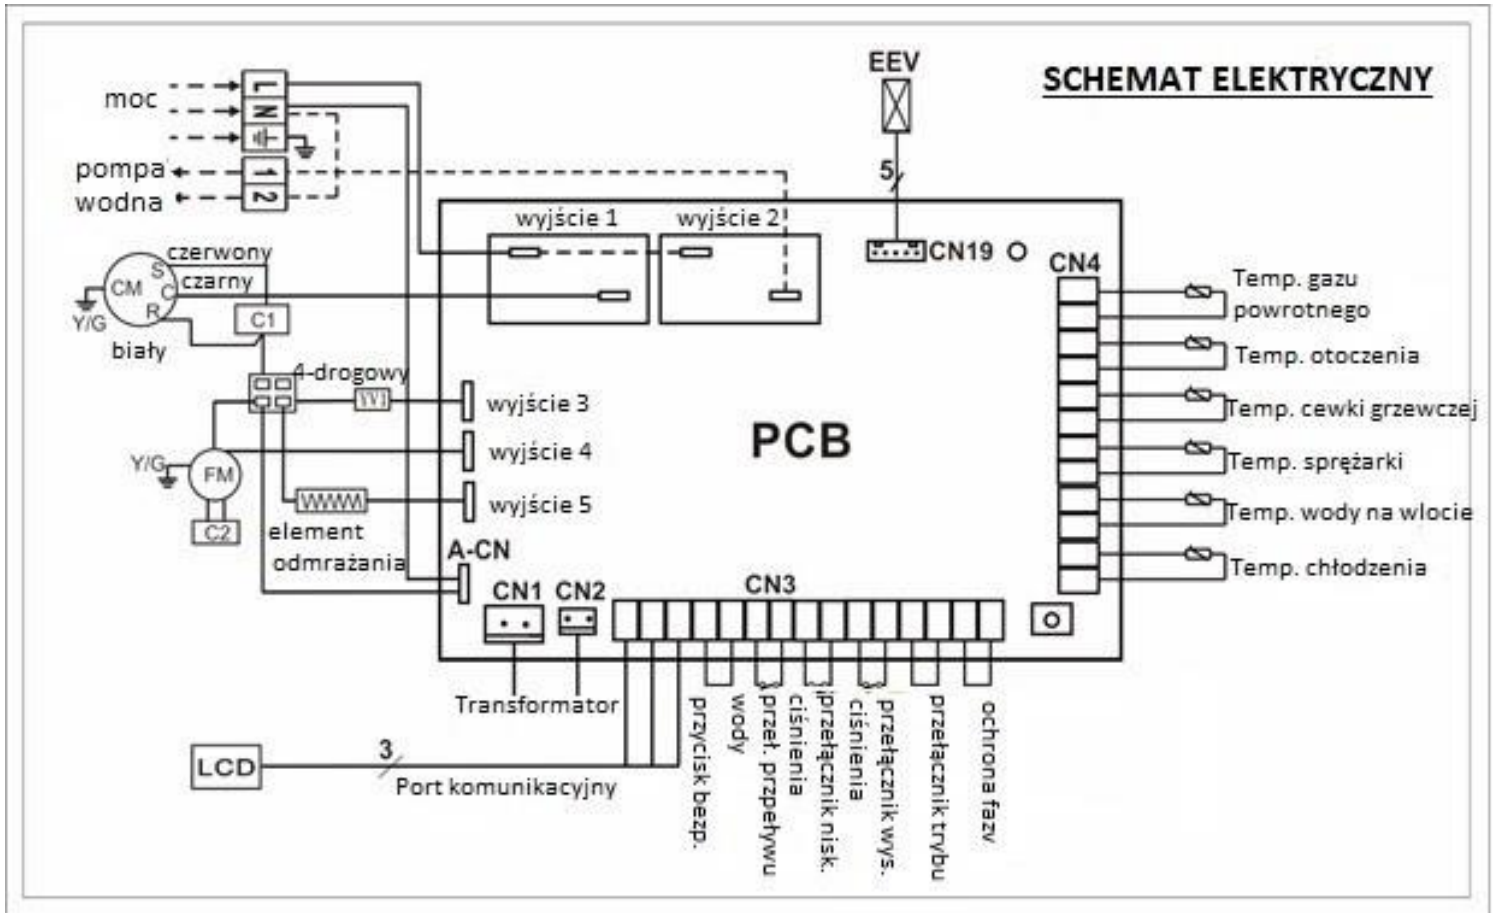 SCHEMAT ELEKTRYCZNY
EEV
5
moc
L
N
pompa
wodna
1
2
wyjście 1
wyjście 2
CN19
CN4
czerwony
czarny
S
C
R
CM
Y/G
C1
biały
4-drogowy
wyjście 3
wyjście 4
wyjście 5
Y/G
FM
C2
element
odmrażania
PCB
A-CN
CN1
CN2
CN3
Temp. gazu
powrotnego
Temp. otoczenia
Temp. cewki grzewczej
Temp. sprężarki
Temp. wody na wlocie
Temp. chłodzenia
Transformator
LCD
3
Port komunikacyjny
przycisk bezp.
wody
przeł. przpeływu
ciśnienia
przełącznik nisk.
ciśnienia
przełącznik wys.
przełącznik trybu
ochrona fazv